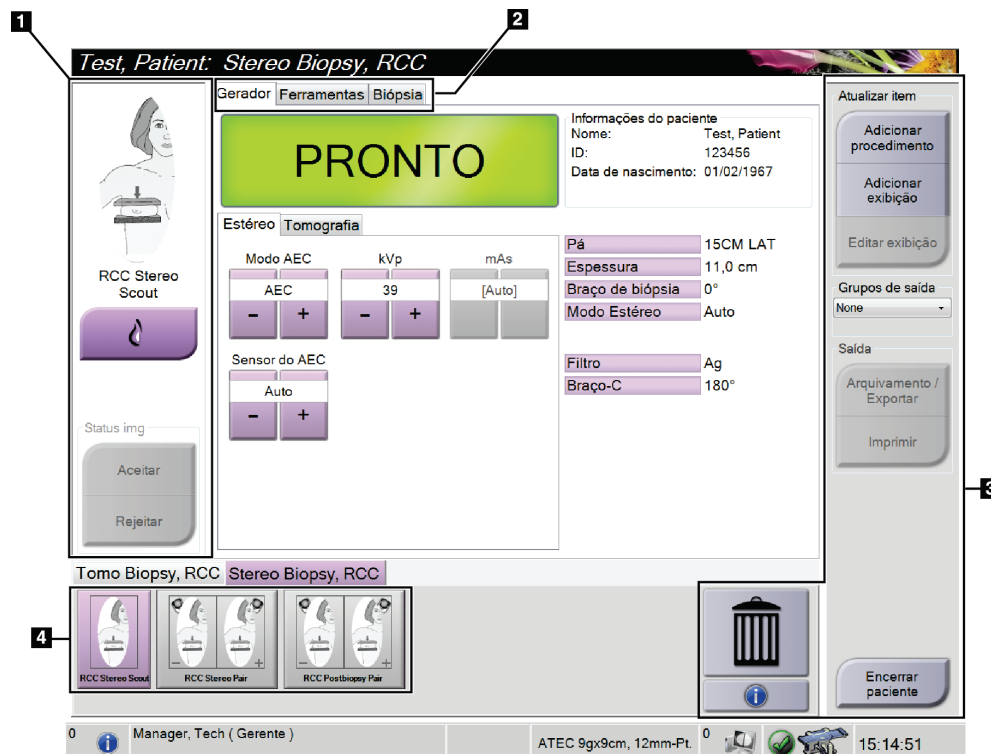 1
2
Test, Patient: Stereo Biopsy, RCC
Gerador Ferramentas Biópsia
PRONTO
Informações do paciente
Nome: Test, Patient
ID: 123456
Data de nascimento: 01/02/1967
Atualizar item
Adicionar
procedimento
Adicionar
exibição
Editar exibição
Grupos de saída
None
Saída
Arquivamento /
Exportar
Imprimir
RCC Stereo
Scout
Status img
Aceitar
Rejeitar
Estéreo Tomografia
Modo AEC kVp mAs
AEC 39 [Auto]
- + - +
Sensor do AEC
Auto
- +
Pá 15CM LAT
Espessura 11,0 cm
Braço de biópsia 0°
Modo Estéreo Auto
Filtro Ag
Braço-C 180°
3
Tomo Biopsy, RCC Stereo Biopsy, RCC
4
- + - +
RCC Stereo Scout RCC Stereo Pair RCC Postbiopsy Pair
Encerrar
paciente
0 Manager, Tech ( Gerente ) ATEC 9gx9cm, 12mm-Pt. 0 15:14:51